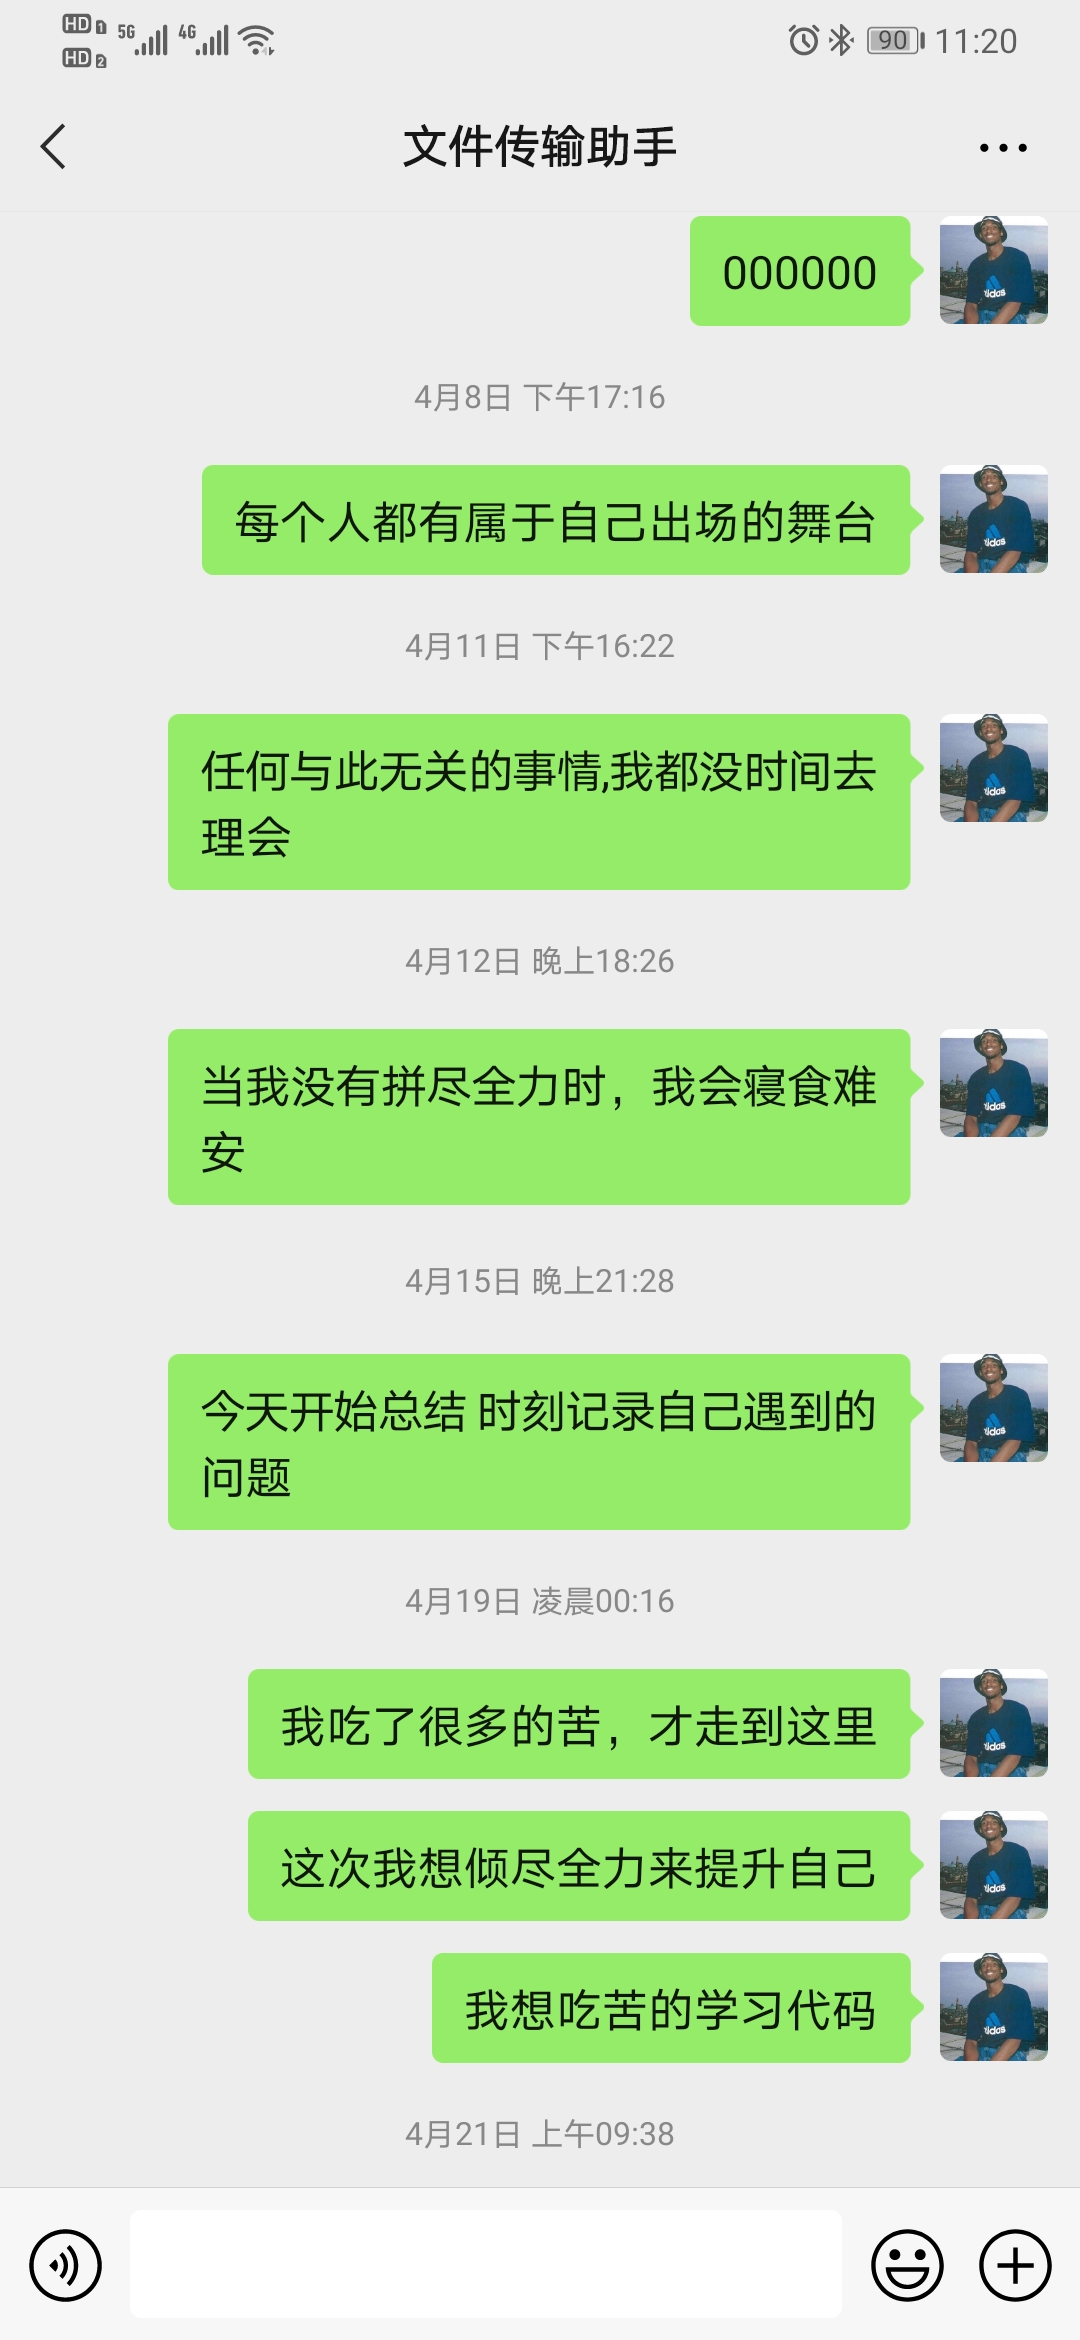 HD 1 5G 4G
HD 2
90 11:20
文件传输助手
000000
4月8日 下午17:16
每个人都有属于自己出场的舞台
4月11日 下午16:22
任何与此无关的事情,我都没时间去
理会
4月12日 晚上18:26
当我没有拼尽全力时，我会寝食难
安
4月15日 晚上21:28
今天开始总结 时刻记录自己遇到的
问题
4月19日 凌晨00:16
我吃了很多的苦，才走到这里
这次我想倾尽全力来提升自己
我想吃苦的学习代码
4月21日 上午09:38